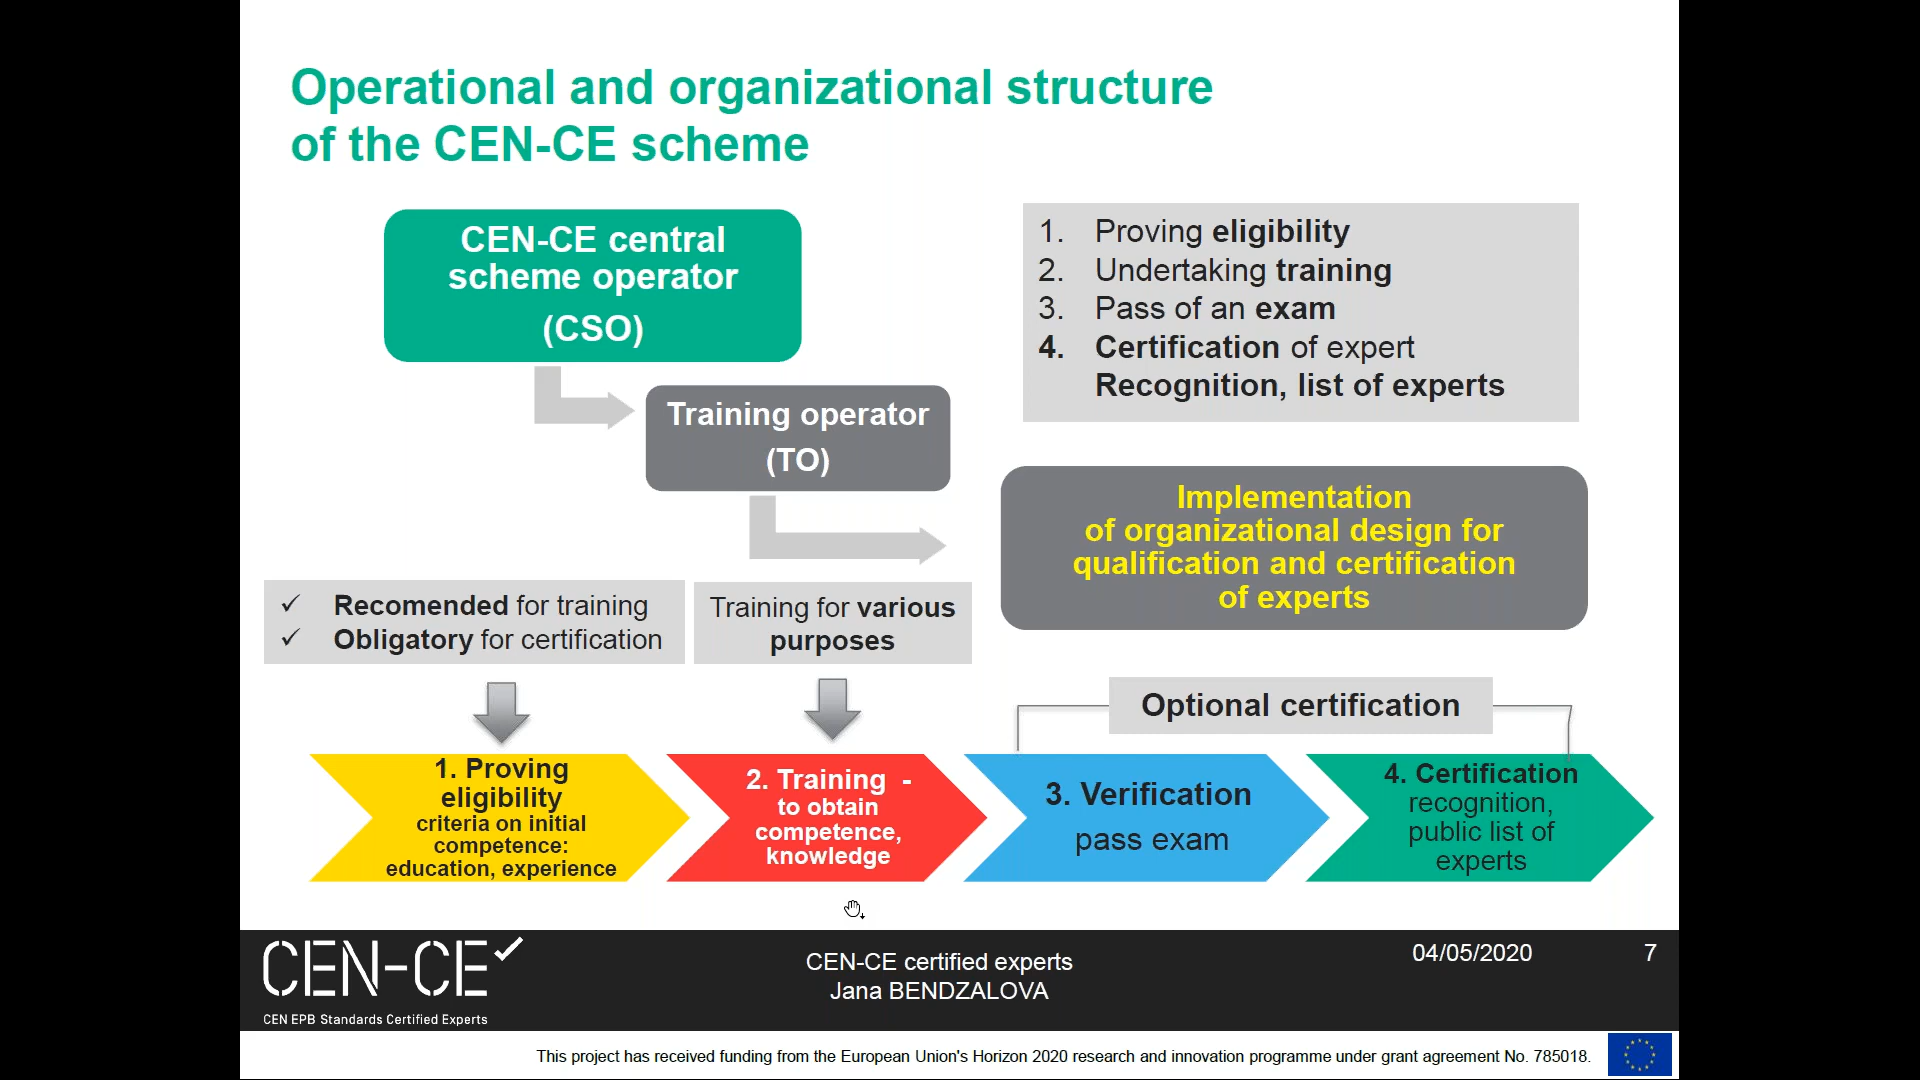 Operational and organizational structure
of the CEN-CE scheme
CEN-CE central
scheme operator
(CSO)
Training operator
(TO)
1. Proving eligibility
2. Undertaking training
3. Pass of an exam
4. Certification of expert
Recognition, list of experts
Implementation
of organizational design for
qualification and certification
of experts
✓ Recomended for training
✓ Obligatory for certification
Training for various
purposes
Optional certification
1. Proving
eligibility
criteria on initial
competence:
education, experience
2. Training -
to obtain
competence,
knowledge
3. Verification
pass exam
4. Certification
recognition,
public list of
experts
CEN-CE
CEN EPB Standards Certified Experts
CEN-CE certified experts
Jana BENDZALOVA
04/05/2020
7
This project has received funding from the European Union's Horizon 2020 research and innovation programme under grant agreement No. 785018.